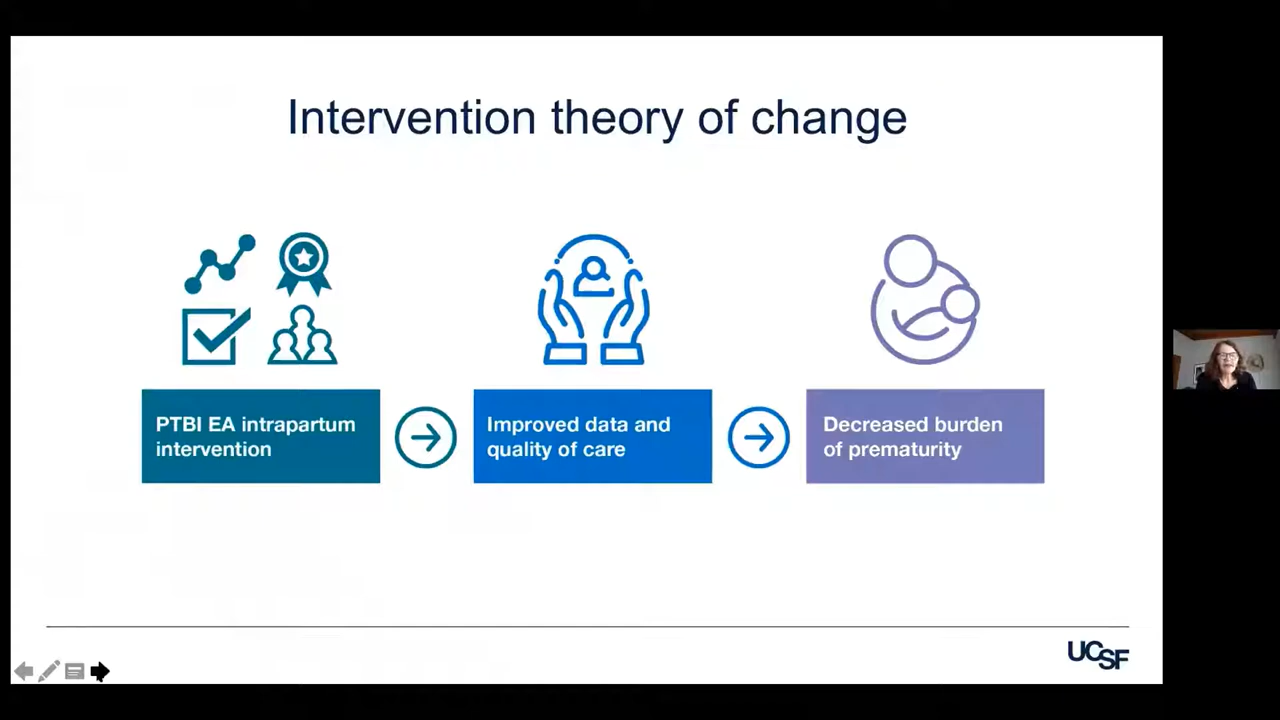 Intervention theory of change
PTBI EA intrapartum
intervention
Improved data and
quality of care
Decreased burden
of prematurity
UCSF